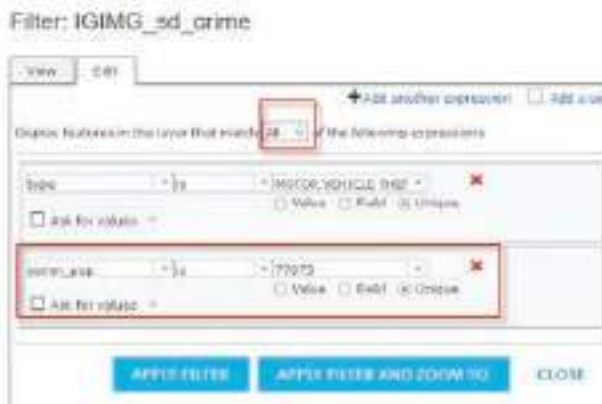 Filter: IGIMG_sd_crime
View Edit
Add another expression Add a
Display features in the layer that match All of the following expressions
type is MOTOR VEHICLE THEF
Value Field Unique
Ask for values
is
Value Field Unique
Ask for values
APPLY FILTER APPLY FILTER AND ZOOM TO CLOSE